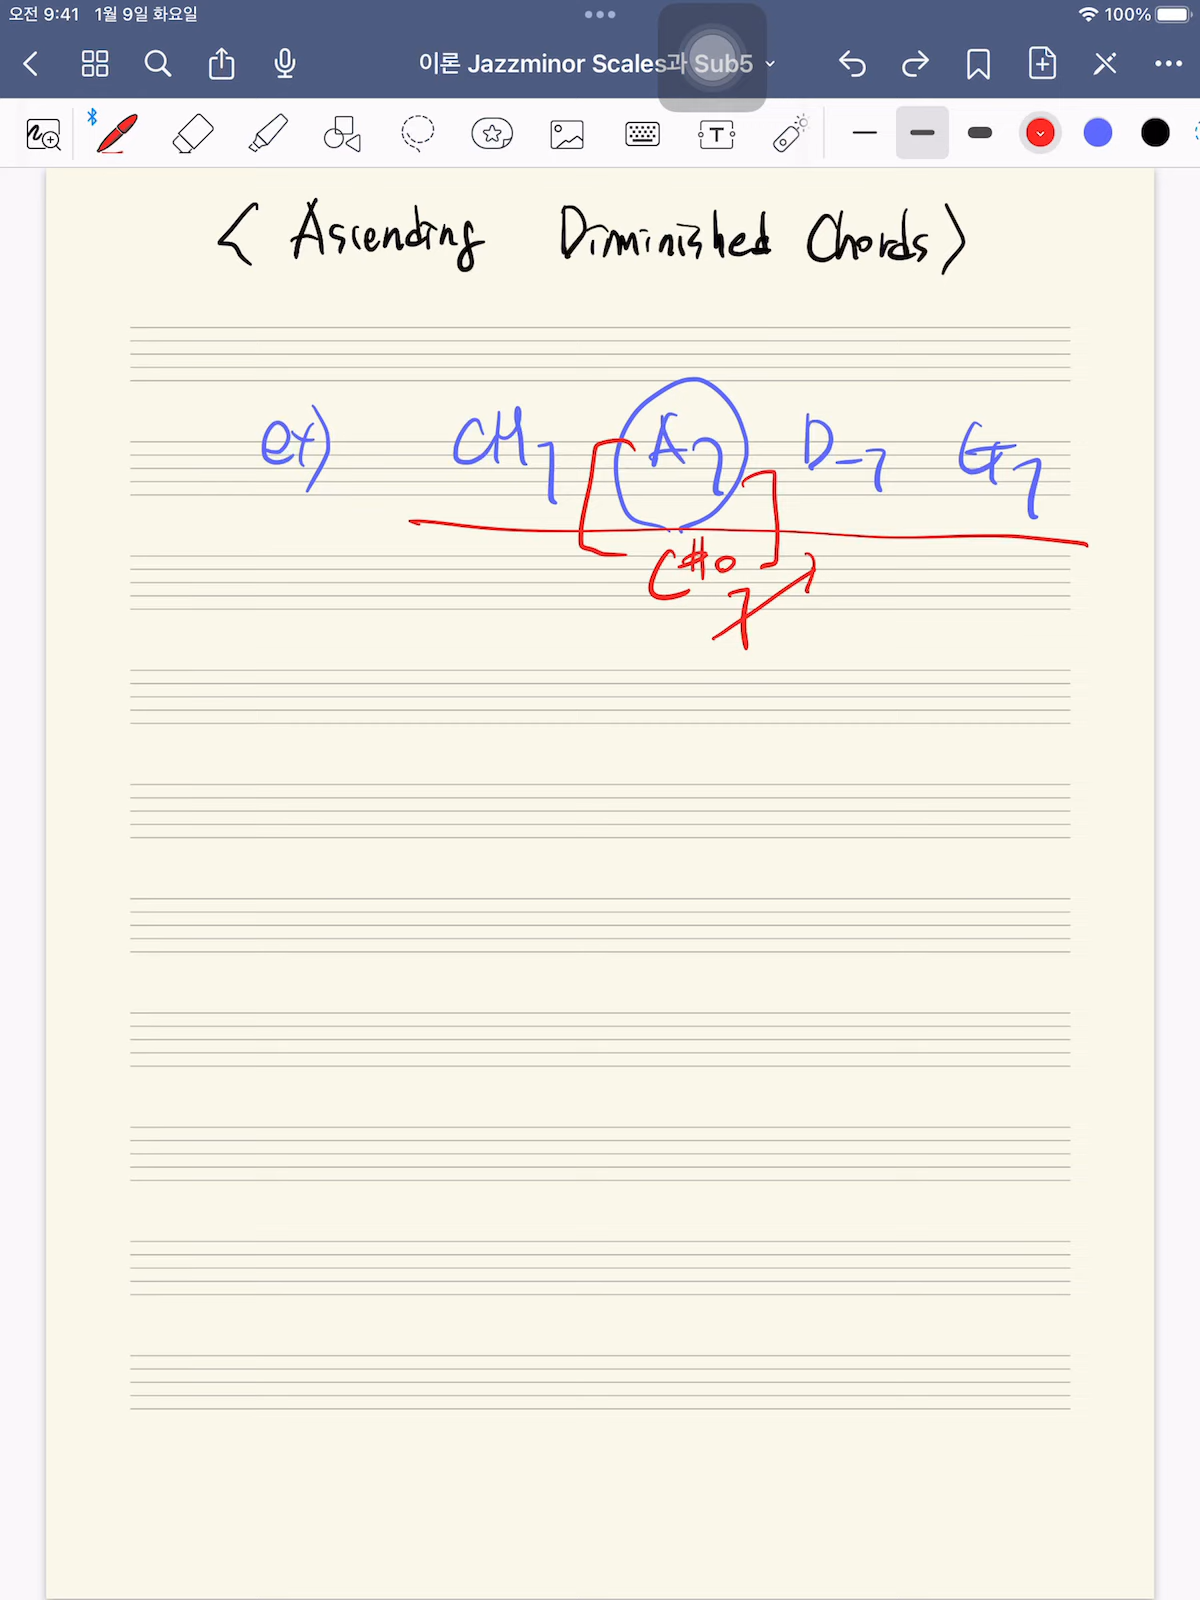 오전 9:41 1월 9일 화요일 100%
이론 Jazzminor Scales과 Sub5
T
< Ascending Diminished Chords >
ex) CM7 A7 D-7 G7
C#o7